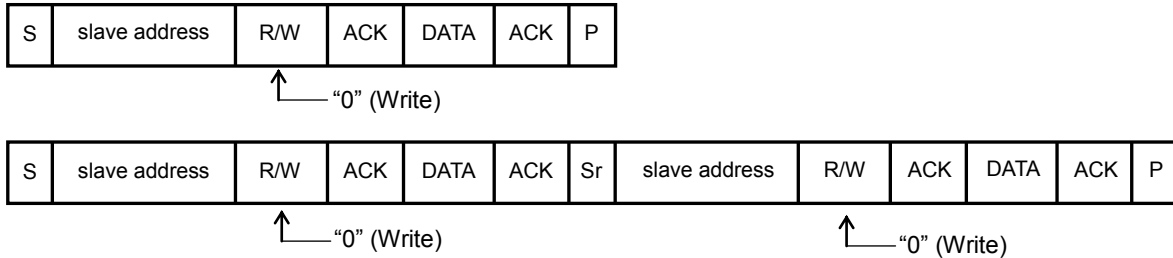 S slave address R/W ACK DATA ACK P
“0” (Write)
S slave address R/W ACK DATA ACK Sr slave address R/W ACK DATA ACK P
“0” (Write) “0” (Write)